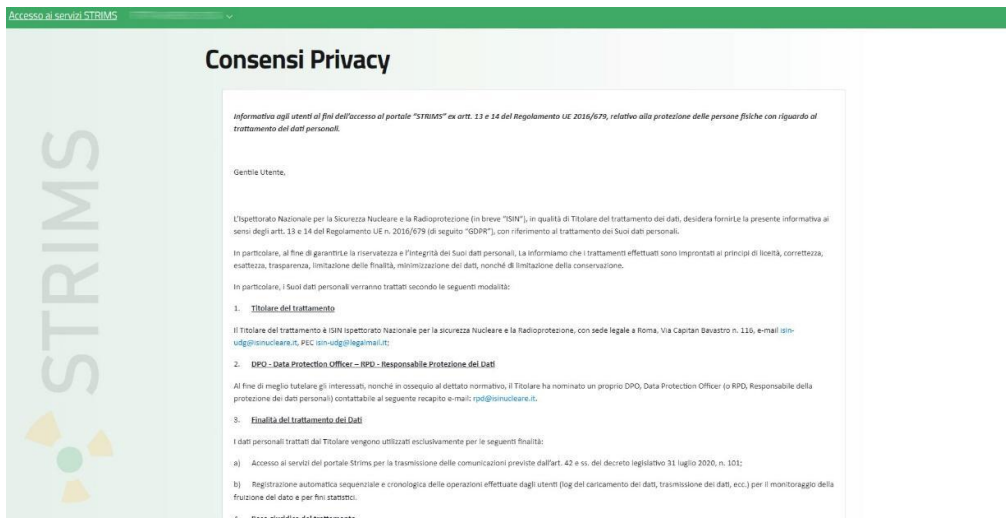 Accesso ai servizi STRIMS
Consensi Privacy
STRIMS
Informativa agli utenti ai fini dell'accesso al portale "STRIMS" ex artt. 13 e 14 del Regolamento UE 2016/679, relativo alla protezione delle persone fisiche con riguardo al
trattamento dei dati personali.
Gentile Utente,
L'Ispettorato Nazionale per la Sicurezza Nucleare e la Radioprotezione (in breve "ISIN"), in qualità di Titolare del trattamento dei dati, desidera fornirLe la presente informativa ai
sensi degli artt. 13 e 14 del Regolamento UE n. 2016/679 (di seguito "GDPR"), con riferimento al trattamento dei Suoi dati personali.
In particolare, al fine di garantirLe la riservatezza e l'integrità dei Suoi dati personali, La informiamo che i trattamenti effettuati sono improntati ai principi di liceità, correttezza,
esattezza, trasparenza, limitazione delle finalità, minimizzazione dei dati, nonché di limitazione della conservazione.
In particolare, i Suoi dati personali verranno trattati secondo le seguenti modalità:
1. Titolare del trattamento
Il Titolare del trattamento è ISIN Ispettorato Nazionale per la sicurezza Nucleare e la Radioprotezione, con sede legale a Roma, Via Capitan Bavastro n. 116, e-mail isin-
udg@isinucleare.it, PEC isin-udg@legalmail.it;
2. DPO - Data Protection Officer – RPD - Responsabile Protezione dei Dati
Al fine di meglio tutelare gli interessati, nonché in ossequio al dettato normativo, il Titolare ha nominato un proprio DPO, Data Protection Officer (o RPD, Responsabile della
protezione dei dati personali) contattabile al seguente recapito e-mail: rpd@isinucleare.it.
3. Finalità del trattamento dei Dati
I dati personali trattati dal Titolare vengono utilizzati esclusivamente per le seguenti finalità:
a) Accesso ai servizi del portale Strims per la trasmissione delle comunicazioni previste dall'art. 42 e ss. del decreto legislativo 31 luglio 2020, n. 101;
b) Registrazione automatica sequenziale e cronologica delle operazioni effettuate dagli utenti (log del caricamento dei dati, trasmissione dei dati, ecc.) per il monitoraggio della
fruizione del dato e per fini statistici.